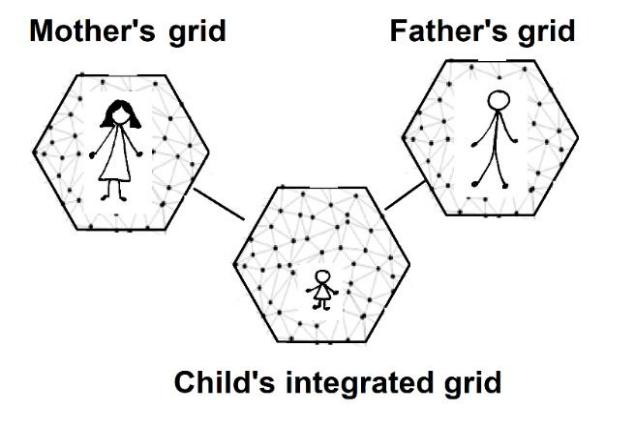 Mother's grid
Father's grid
Child's integrated grid